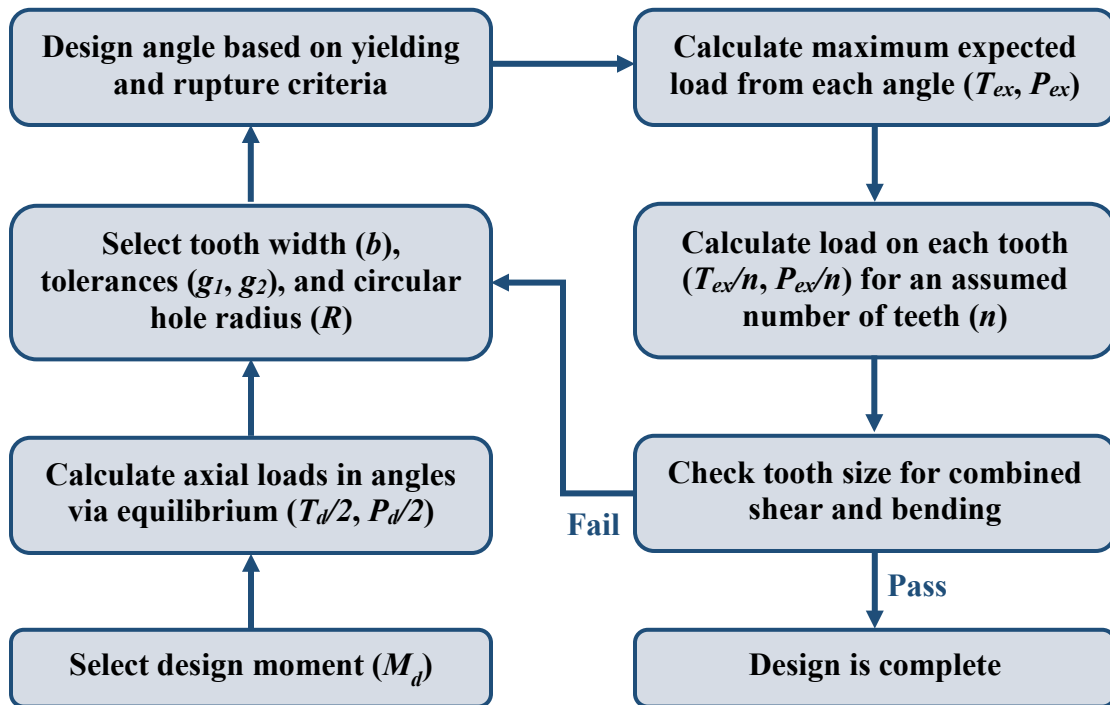 Design angle based on yielding
and rupture criteria
Calculate maximum expected
load from each angle (Tex, Pex)
Select tooth width (b),
tolerances (g1, g2), and circular
hole radius (R)
Calculate load on each tooth
(Tex/n, Pex/n) for an assumed
number of teeth (n)
Calculate axial loads in angles
via equilibrium (Td/2, Pd/2)
Check tooth size for combined
shear and bending
Fail
Pass
Select design moment (Md)
Design is complete